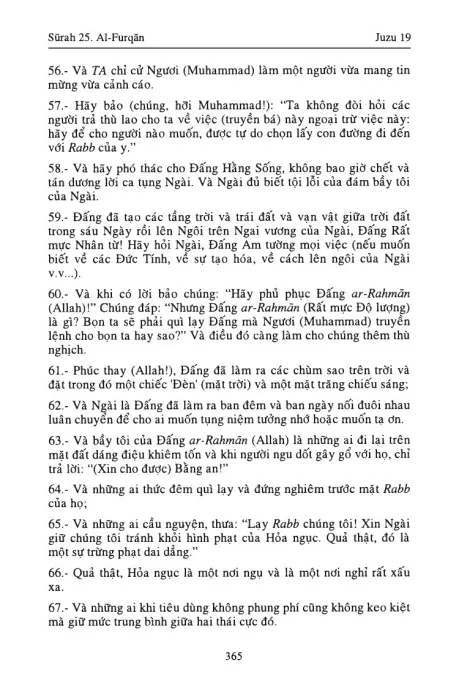 Sūrah 25. Al-Furqān Juzu 19
56.- Và TA chỉ cử Ngươi (Muhammad) làm một người vừa mang tin
mừng vừa cảnh cáo.
57.- Hãy bảo (chúng, hỡi Muhammad!): “Ta không đòi hỏi các
người trả thù lao cho ta về việc (truyền bá) này ngoại trừ việc này:
hãy để cho người nào muốn, được tự do chọn lấy con đường đi đến
với Rabb của y.”
58.- Và hãy phó thác cho Đấng Hằng Sống, không bao giờ chết và
tán dương lời ca tụng Ngài. Và Ngài đủ biết tội lỗi của đám bầy tôi
của Ngài.
59.- Đấng đã tạo các tầng trời và trái đất và vạn vật giữa trời đất
trong sáu Ngày rồi lên Ngôi trên Ngai vương của Ngài, Đấng Rất
mực Nhân từ! Hãy hỏi Ngài, Đấng Am tường mọi việc (nếu muốn
biết về các Đức Tính, về sự tạo hóa, về cách lên ngôi của Ngài
v.v...).
60.- Và khi có lời bảo chúng: “Hãy phủ phục Đấng ar-Rahmān
(Allah)!” Chúng đáp: “Nhưng Đấng ar-Rahmān (Rất mực Độ lượng)
là gì? Bọn ta sẽ phải quì lạy Đấng mà Ngươi (Muhammad) truyền
lệnh cho bọn ta hay sao?” Và điều đó càng làm cho chúng thêm thù
nghịch.
61.- Phúc thay (Allah!), Đấng đã làm ra các chùm sao trên trời và
đặt trong đó một chiếc 'Đèn' (mặt trời) và một mặt trăng chiếu sáng;
62.- Và Ngài là Đấng đã làm ra ban đêm và ban ngày nối đuôi nhau
luân chuyển để cho ai muốn tụng niệm tưởng nhớ hoặc muốn tạ ơn.
63.- Và bầy tôi của Đấng ar-Rahmān (Allah) là những ai đi lại trên
mặt đất dáng điệu khiêm tốn và khi người ngu dốt gây gổ với họ, chỉ
trả lời: “(Xin cho được) Bằng an!”
64.- Và những ai thức đêm quì lạy và đứng nghiêm trước mặt Rabb
của họ;
65.- Và những ai cầu nguyện, thưa: “Lạy Rabb chúng tôi! Xin Ngài
giữ chúng tôi tránh khỏi hình phạt của Hỏa ngục. Quả thật, đó là
một sự trừng phạt dai dẳng.”
66.- Quả thật, Hỏa ngục là một nơi ngụ và là một nơi nghỉ rất xấu
xa.
67.- Và những ai khi tiêu dùng không phung phí cũng không keo kiệt
mà giữ mức trung bình giữa hai thái cực đó.
365